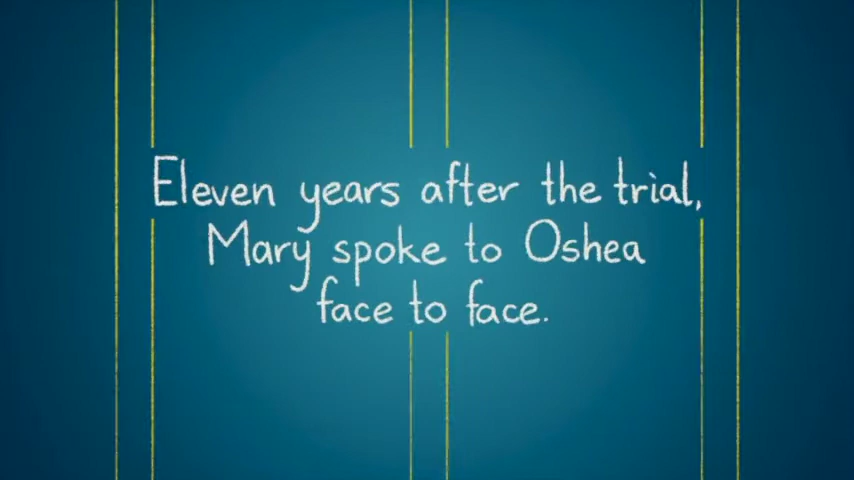 Eleven years after the trial,
Mary spoke to Oshea
face to face.